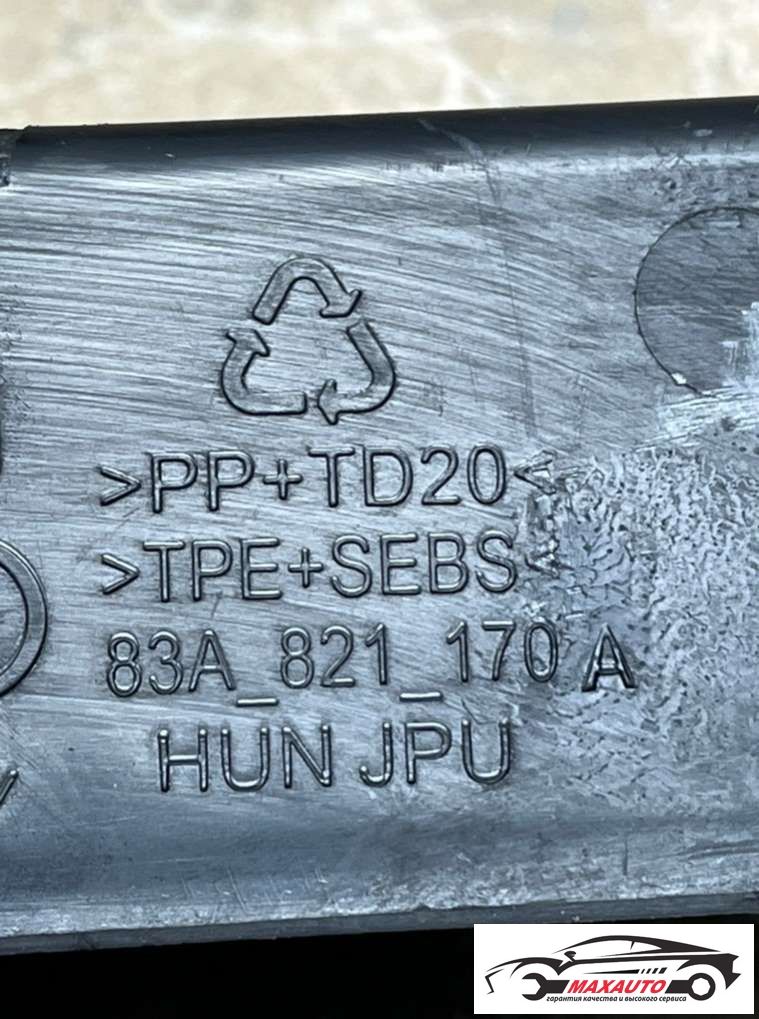 >PP+TD20<
>TPE+SEBS<
83A_821_170 A
HUN JPU
MAXAUTO
гарантия качества и высокого сервиса